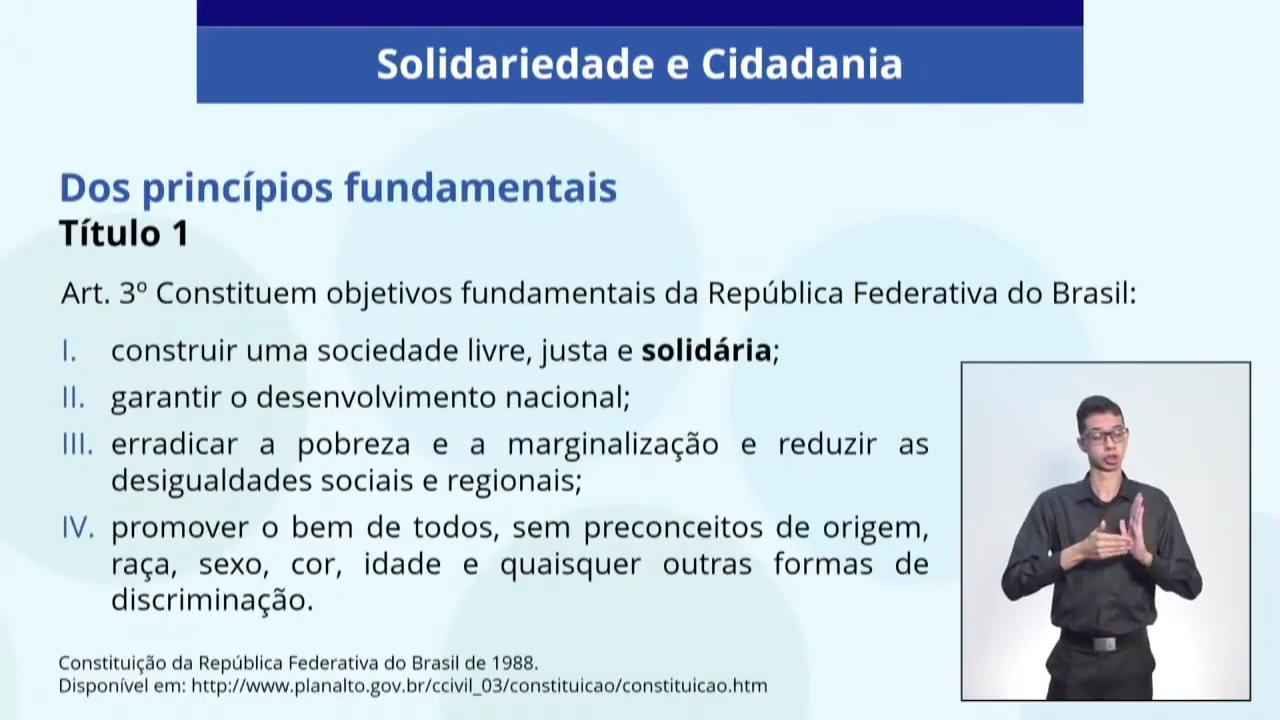 Solidariedade e Cidadania
Dos princípios fundamentais
Título 1
Art. 3º Constituem objetivos fundamentais da República Federativa do Brasil:
I. construir uma sociedade livre, justa e solidária;
II. garantir o desenvolvimento nacional;
III. erradicar a pobreza e a marginalização e reduzir as
desigualdades sociais e regionais;
IV. promover o bem de todos, sem preconceitos de origem,
raça, sexo, cor, idade e quaisquer outras formas de
discriminação.
Constituição da República Federativa do Brasil de 1988.
Disponível em: http://www.planalto.gov.br/ccivil_03/constituicao/constituicao.htm